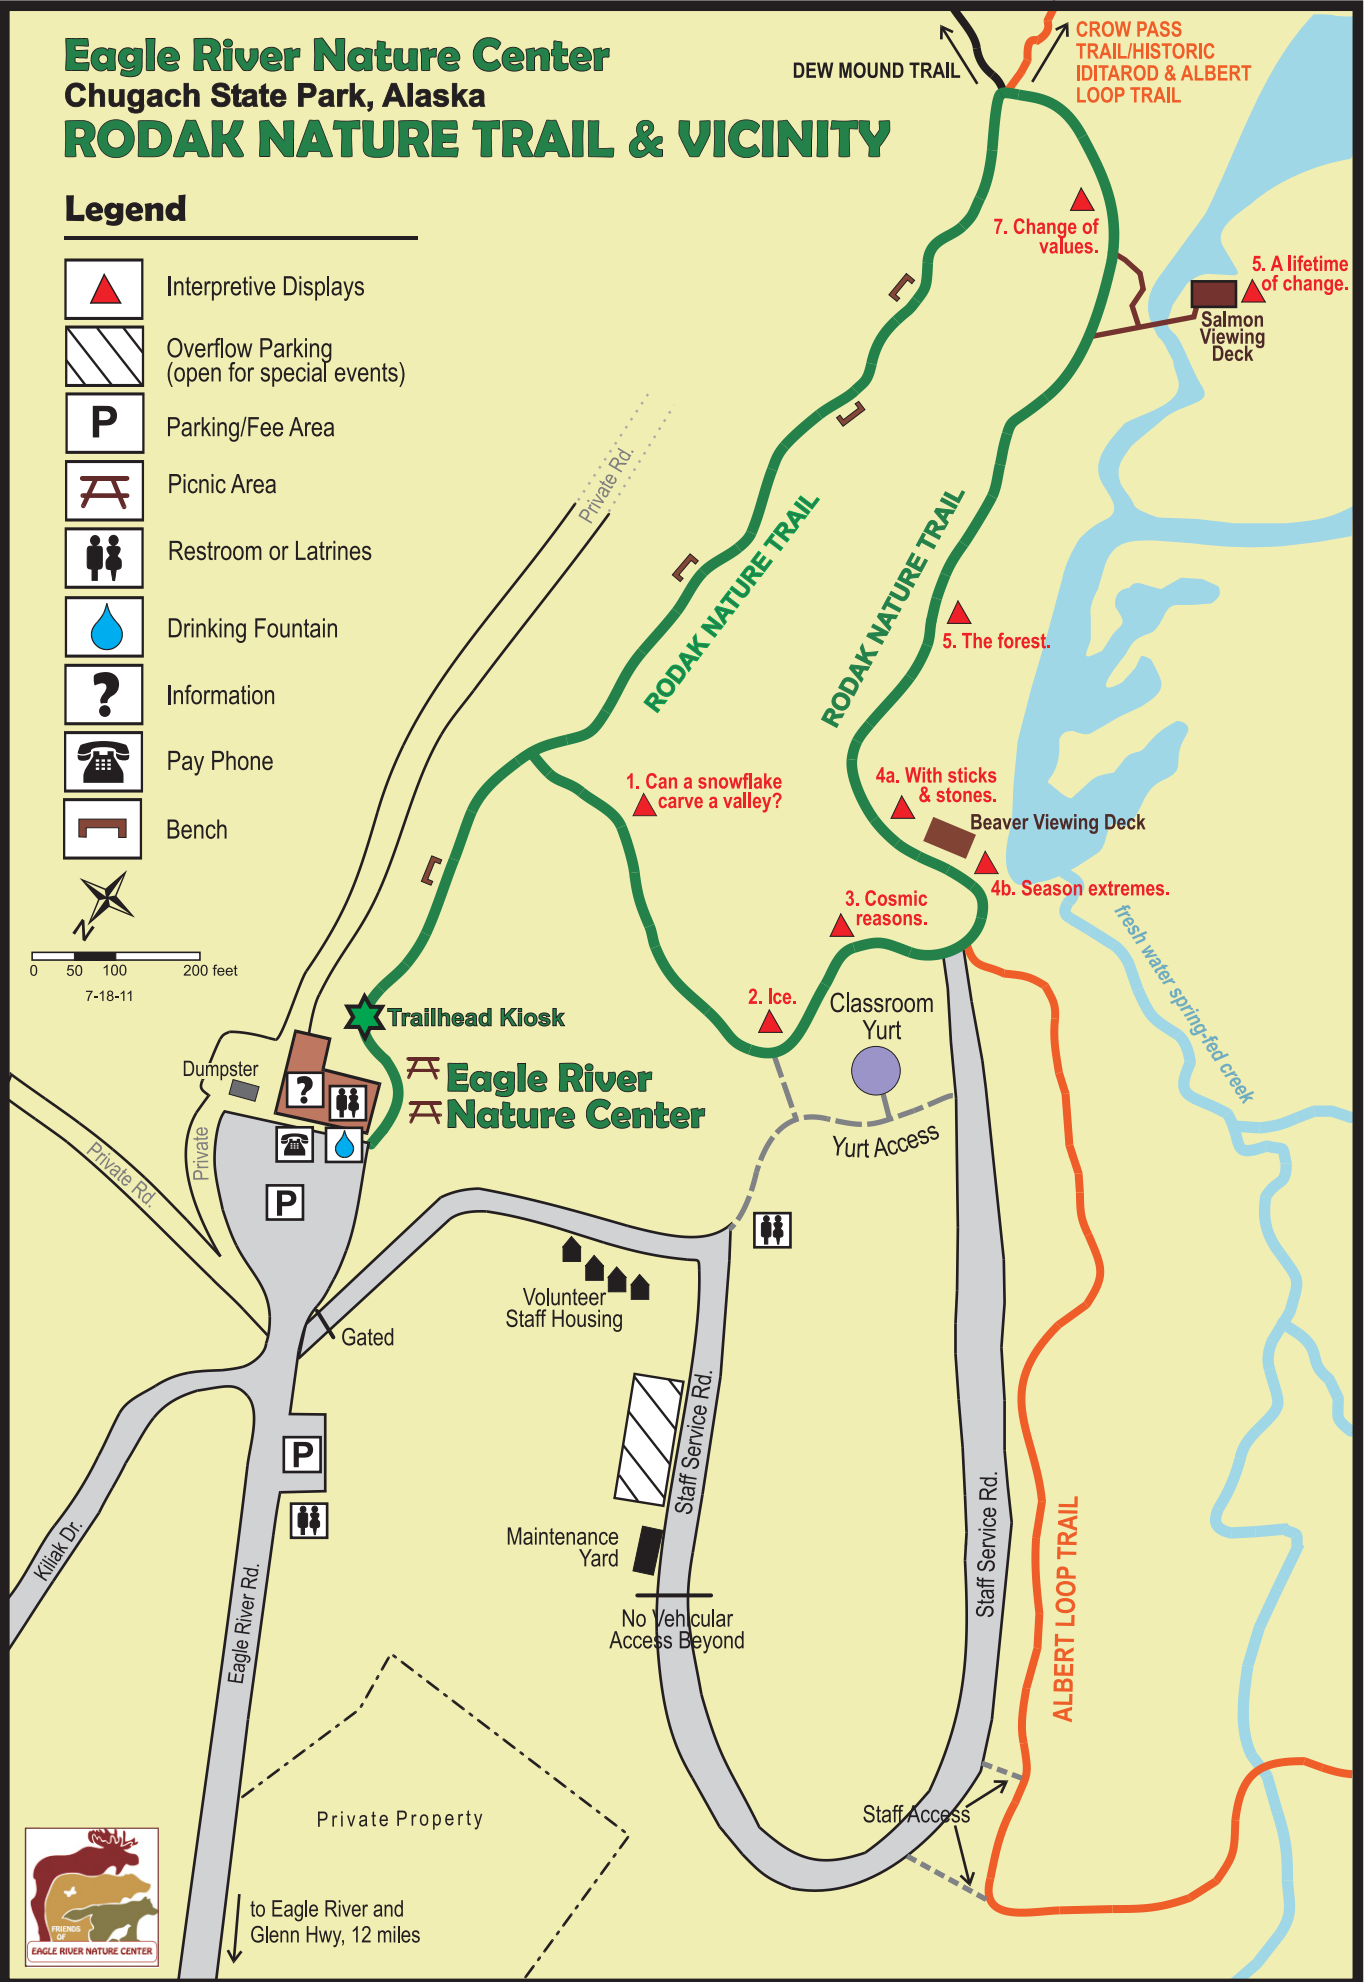 Eagle River Nature Center
Chugach State Park, Alaska
RODAK NATURE TRAIL & VICINITY
DEW MOUND TRAIL
CROW PASS
TRAIL/HISTORIC
IDITAROD & ALBERT
LOOP TRAIL
Legend
Interpretive Displays
Overflow Parking
(open for special events)
P
Parking/Fee Area
Picnic Area
Restroom or Latrines
Drinking Fountain
?
Information
Pay Phone
Bench
N
0 50 100 200 feet
7-18-11
7. Change of
values.
5. A lifetime
of change.
Salmon
Viewing
Deck
Private Rd.
RODAK NATURE TRAIL
RODAK NATURE TRAIL
5. The forest.
1. Can a snowflake
carve a valley?
4a. With sticks
& stones.
Beaver Viewing Deck
4b. Season extremes.
3. Cosmic
reasons.
fresh water spring-fed creek
2. Ice.
Classroom
Yurt
Trailhead Kiosk
Dumpster
?
Eagle River
Nature Center
Yurt Access
Private
Private Rd.
P
Volunteer
Staff Housing
Gated
P
Staff Service Rd.
Staff Service Rd.
Kiliak Dr.
Eagle River Rd.
Maintenance
Yard
No Vehicular
Access Beyond
ALBERT LOOP TRAIL
Staff Access
Private Property
to Eagle River and
Glenn Hwy, 12 miles
FRIENDS
OF
EAGLE RIVER NATURE CENTER